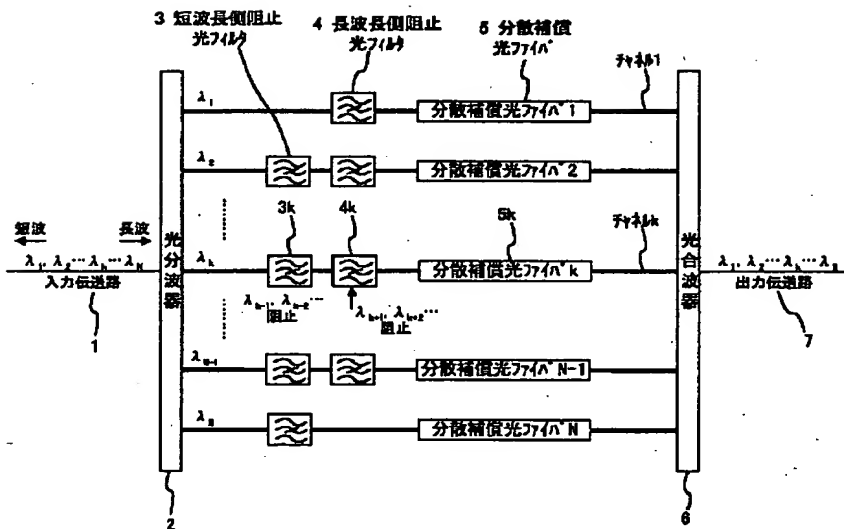 3 短波長側阻止
光フィルタ
4 長波長側阻止
光フィルタ
5 分散補償
光ファイバ
チャネル1
λ₁
分散補償光ファイバ 1
λ₂
分散補償光ファイバ 2
3k
4k
5k
チャネルk
短波
長波
λₖ
分散補償光ファイバ k
λ₁, λ₂…λₖ…λ_N
入力伝送路
1
光分波器
光合波器
λ₁, λ₂…λₖ…λ_N
出力伝送路
7
λₖ₋₁, λₖ₋₂…
阻止
λₖ₊₁, λₖ₊₂…
阻止
λ_N-1
分散補償光ファイバ N-1
λ_N
分散補償光ファイバ N
2
6